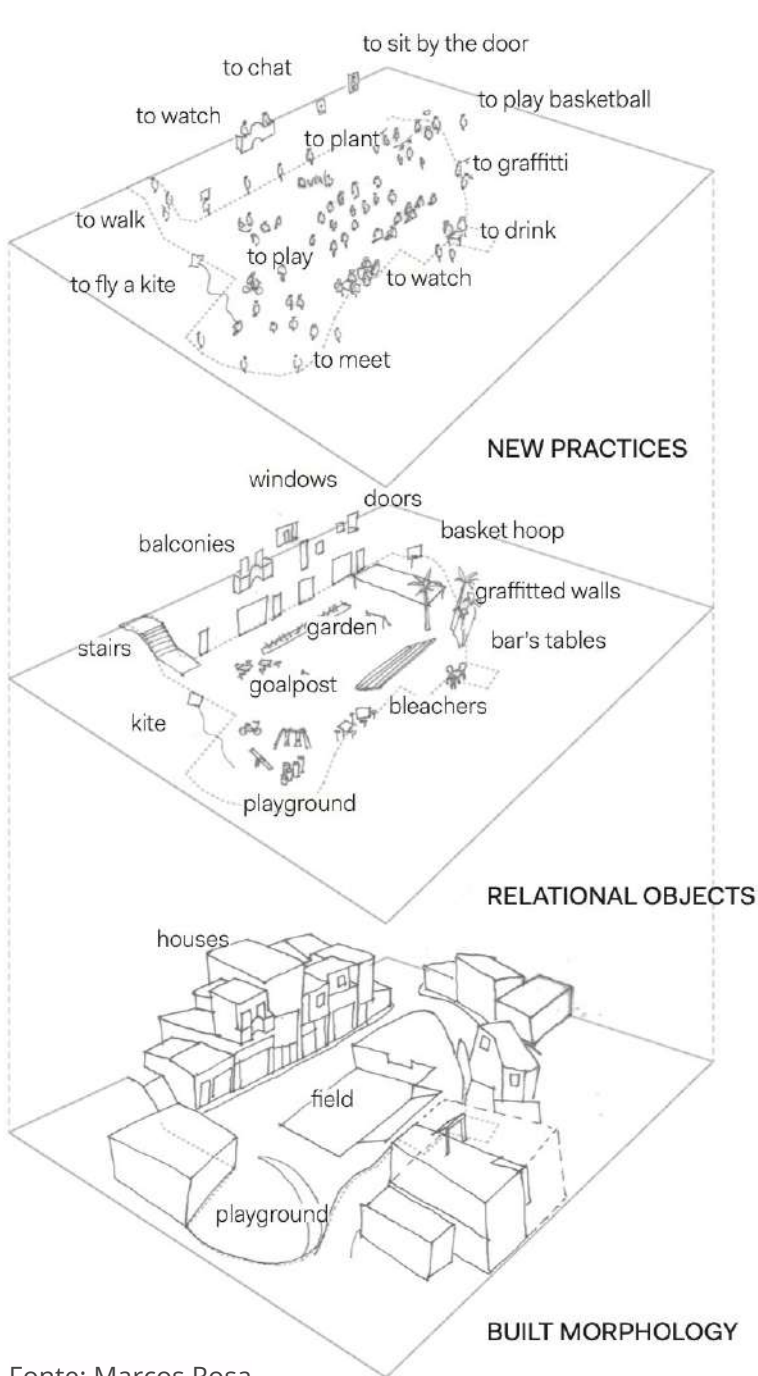 to sit by the door
to chat
to play basketball
to watch
to plant
to graffitti
to walk
to drink
to play
to watch
to fly a kite
to meet
NEW PRACTICES
windows
doors
basket hoop
balconies
graffitted walls
garden
bar's tables
stairs
goalpost
bleachers
kite
playground
RELATIONAL OBJECTS
houses
field
playground
BUILT MORPHOLOGY
Fonte: Marcos Rosa